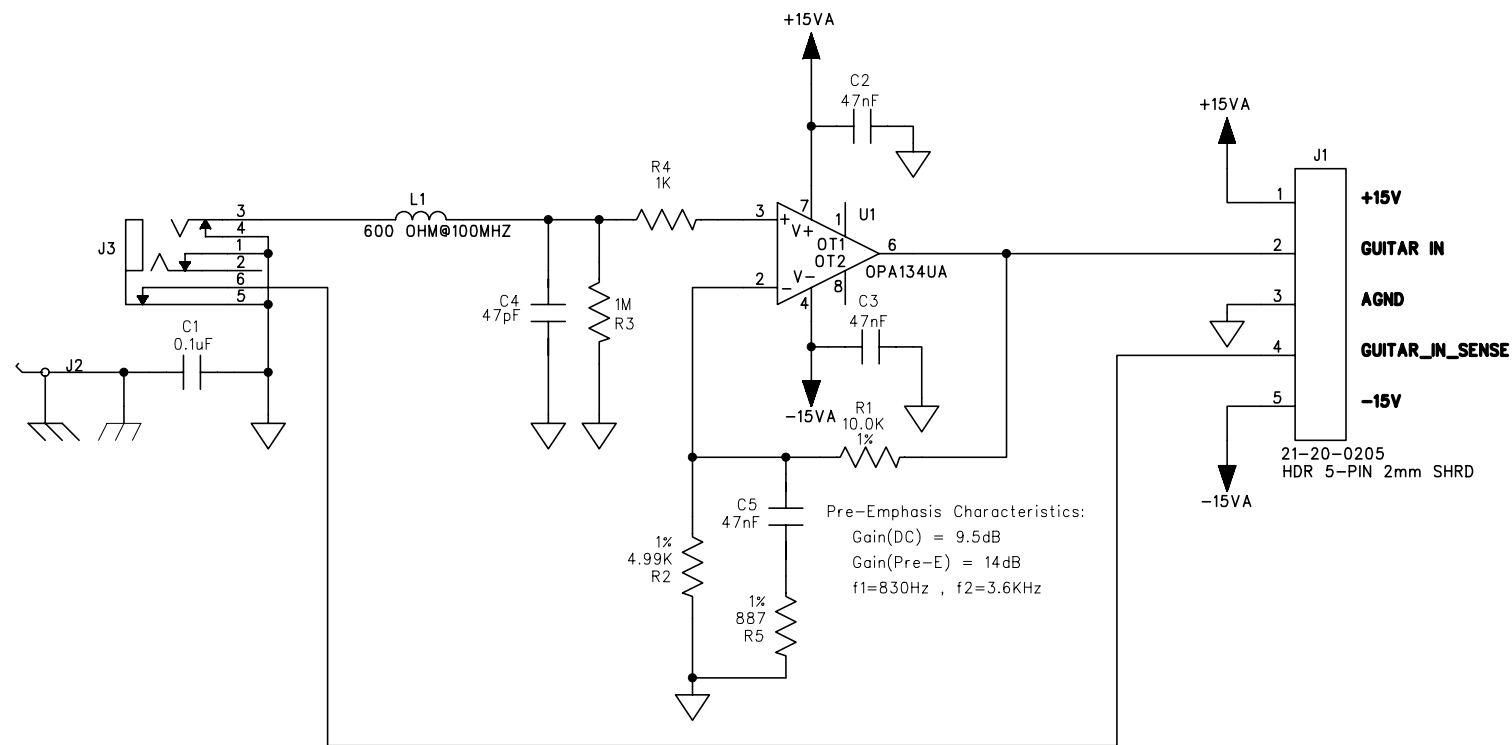 +15VA
C2
47nF
+15VA
J1
R4
1K
L1
600 OHM@100MHZ
J3
3
4
1
2
6
5
3
7
1
U1
+
V+
OT1
OT2
V-
-
6
OPA134UA
2
4
8
C3
47nF
1
+15V
2
GUITAR IN
3
AGND
4
GUITAR_IN_SENSE
5
-15V
C4
47pF
1M
R3
C1
0.1uF
J2
-15VA
R1
10.0K
1%
21-20-0205
HDR 5-PIN 2mm SHRD
-15VA
C5
47nF
Pre-Emphasis Characteristics:
Gain(DC) = 9.5dB
Gain(Pre-E) = 14dB
f1=830Hz , f2=3.6KHz
1%
4.99K
R2
1%
887
R5